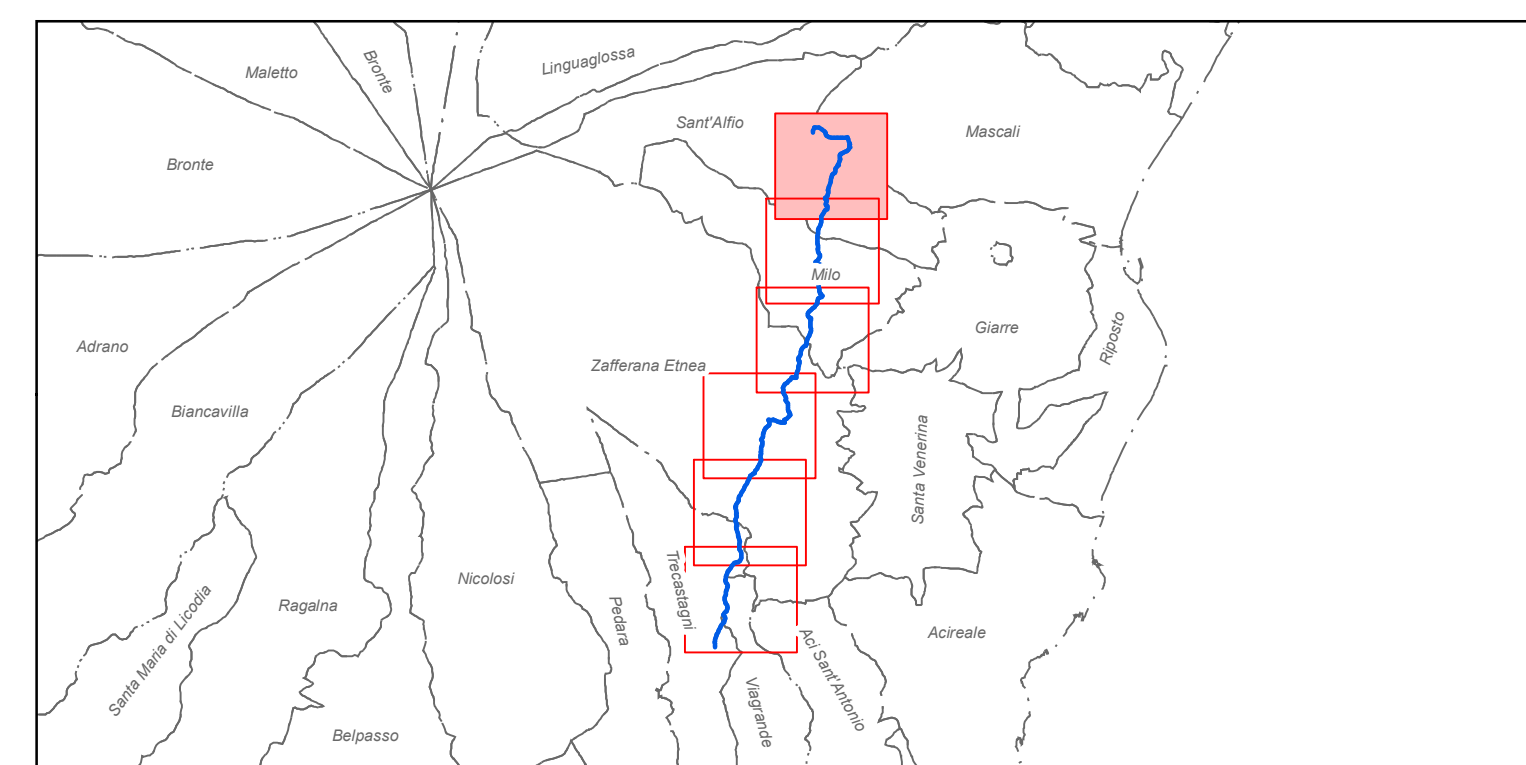 Linguaglossa
Maletto
Bronte
Sant'Alfio
Mascali
Bronte
Milo
Giarre
Riposto
Adrano
Zafferana Etnea
Biancavilla
Santa Venerina
Nicolosi
Trecastagni
Ragalna
Pedara
Santa Maria di Licodia
Acireale
Aci Sant'Antonio
Viagrande
Belpasso